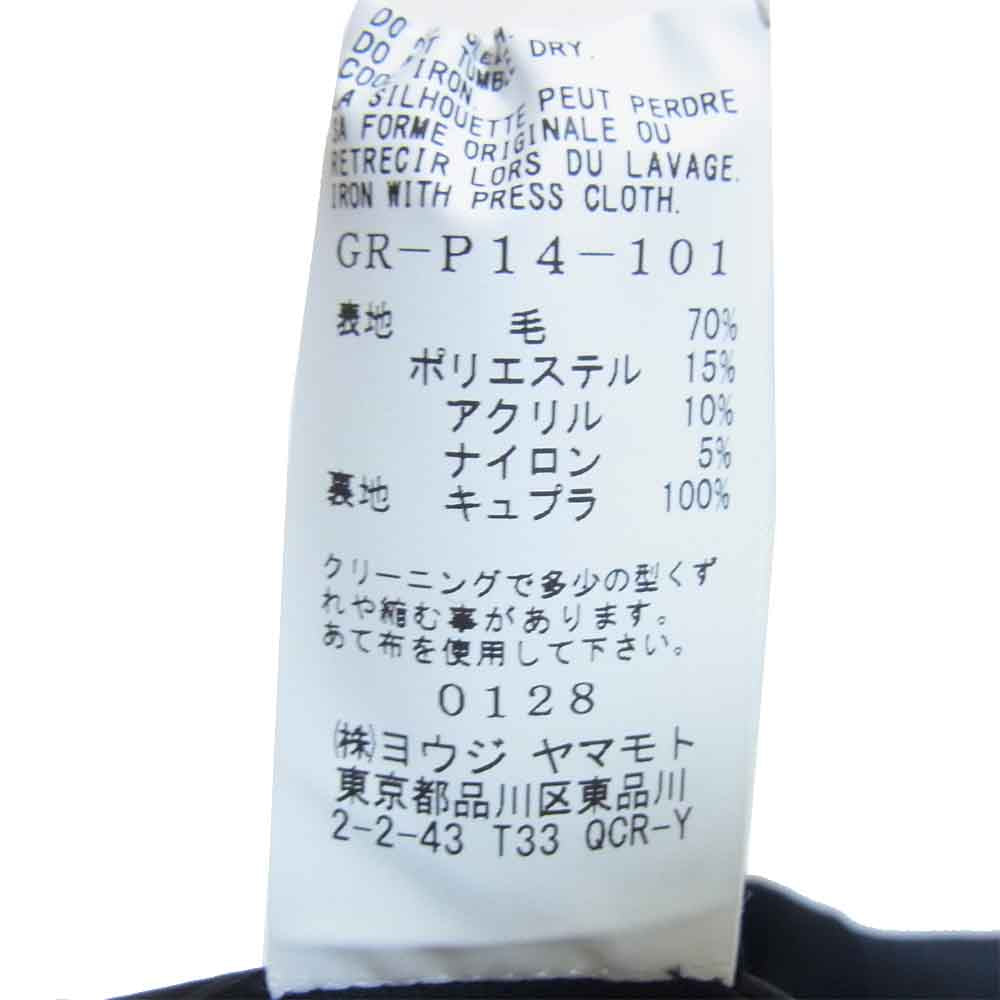 DO
DO DRY.
COO IRON
LA SILHOUETTE PEUT PERDRE
SA FORME ORIGINALE OU
RETRECIR LORS DU LAVAGE.
IRON WITH PRESS CLOTH.
GR-P14-101
表地 毛 70%
ポリエステル 15%
アクリル 10%
ナイロン 5%
裏地 キュプラ 100%
クリーニングで多少の型くず
れや縮む事があります。
あて布を使用して下さい。
0128
㈱ヨウジ ヤマモト
東京都品川区東品川
2-2-43 T33 QCR-Y